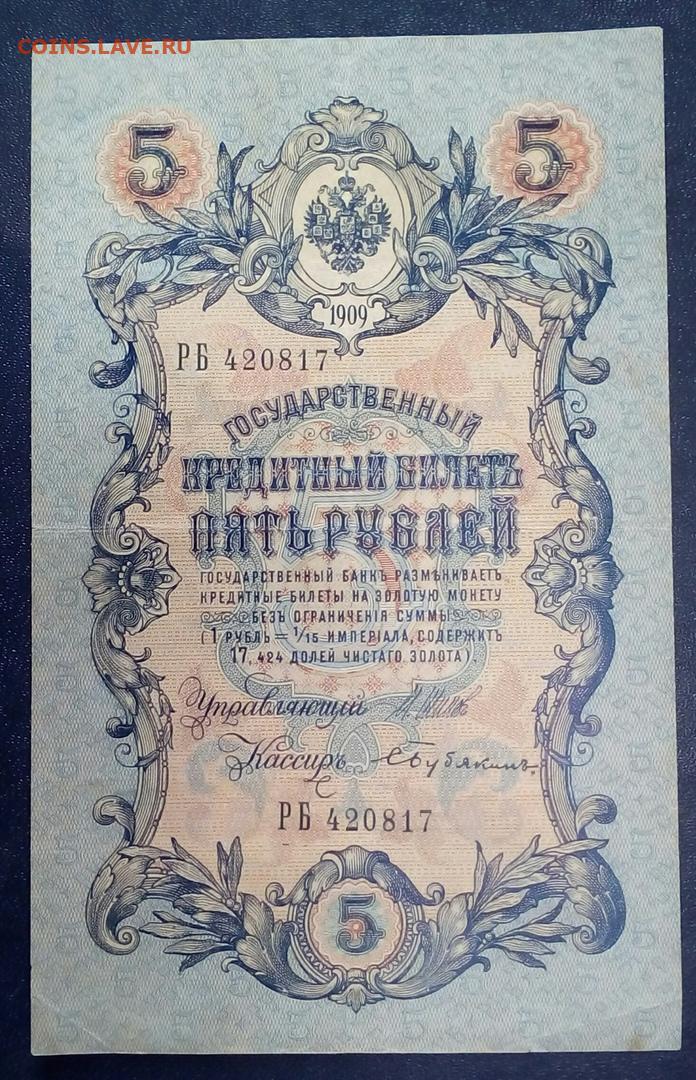 COINS.LAVE.RU
5 5
1909
РБ 420817
ГОСУДАРСТВЕННЫЙ
КРЕДИТНЫЙ БИЛЕТЪ
ПЯТЬ РУБЛЕЙ
ГОСУДАРСТВЕННЫЙ БАНКЪ РАЗМѢНИВАЕТЪ
КРЕДИТНЫЕ БИЛЕТЫ НА ЗОЛОТУЮ МОНЕТУ
БЕЗЪ ОГРАНИЧЕНІЯ СУММЫ
(1 РУБЛЬ = 1/15 ИМПЕРІАЛА, СОДЕРЖИТЪ
17, 424 ДОЛЕЙ ЧИСТАГО ЗОЛОТА).
Управляющій
Кассиръ СБубякинъ.
РБ 420817
5